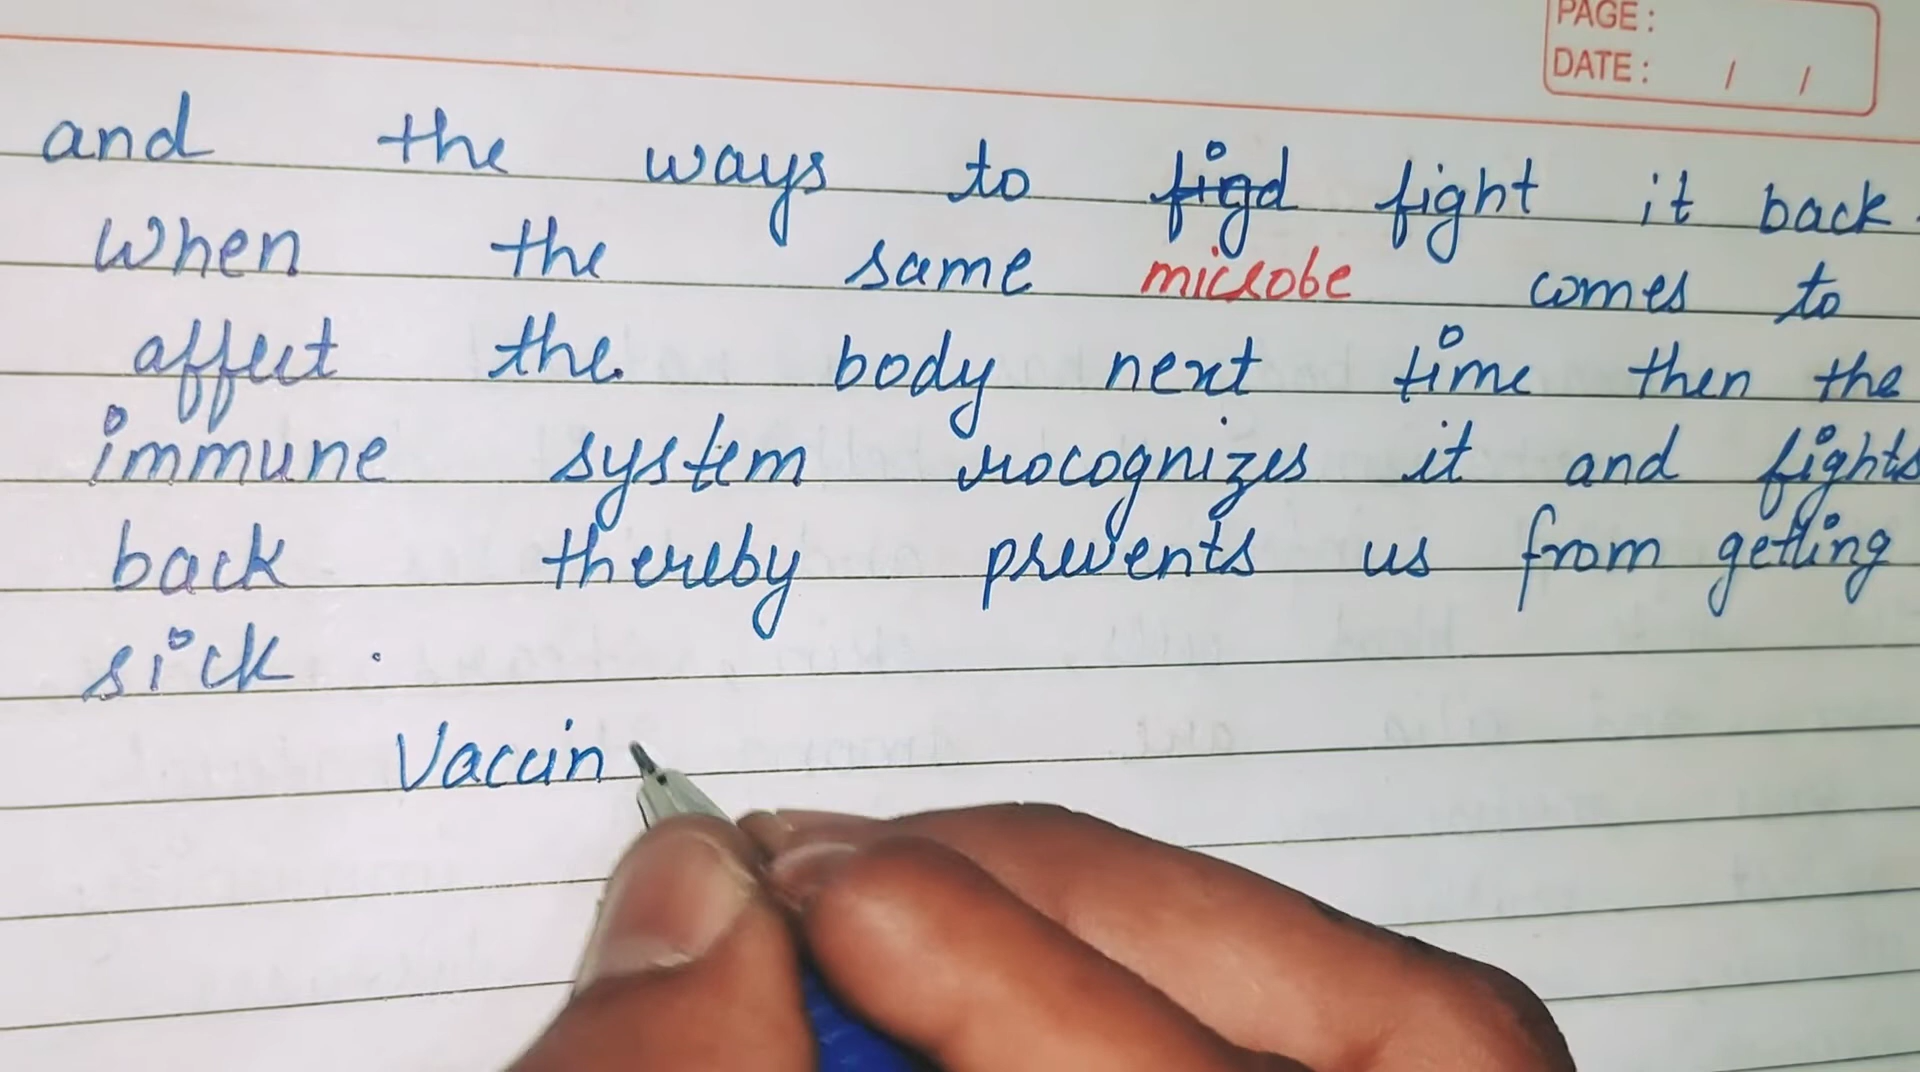 PAGE :
DATE : / /
and the ways to figd fight it back.
When the same microbe comes to
affect the body next time then the
immune system rocognizes it and fights
back thereby prevents us from getting
sick .
Vaccin